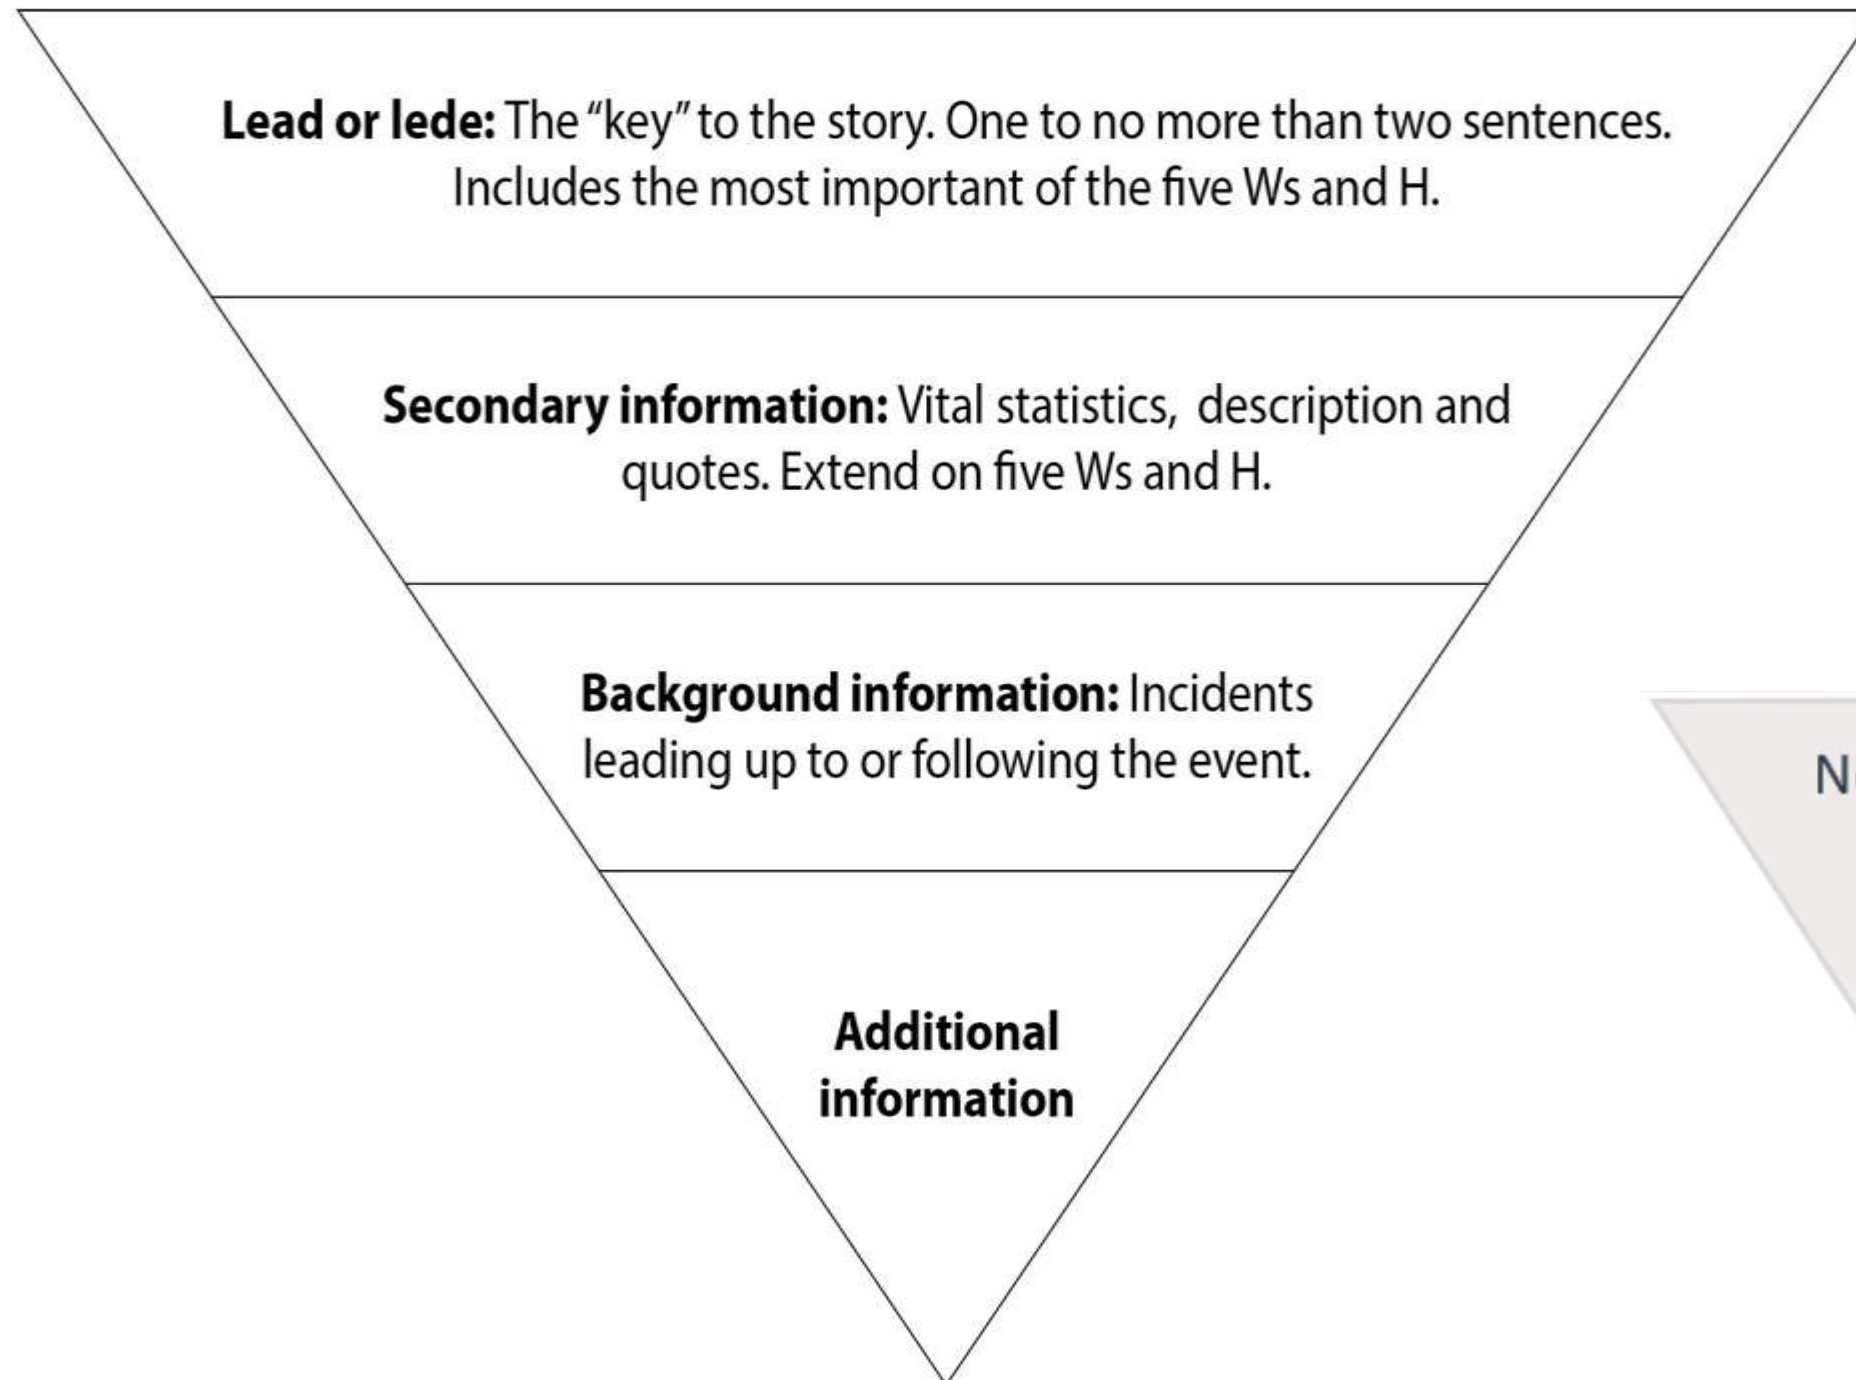 Lead or lede: The “key” to the story. One to no more than two sentences.
Includes the most important of the five Ws and H.
Secondary information: Vital statistics, description and
quotes. Extend on five Ws and H.
Background information: Incidents
leading up to or following the event.
Additional
information